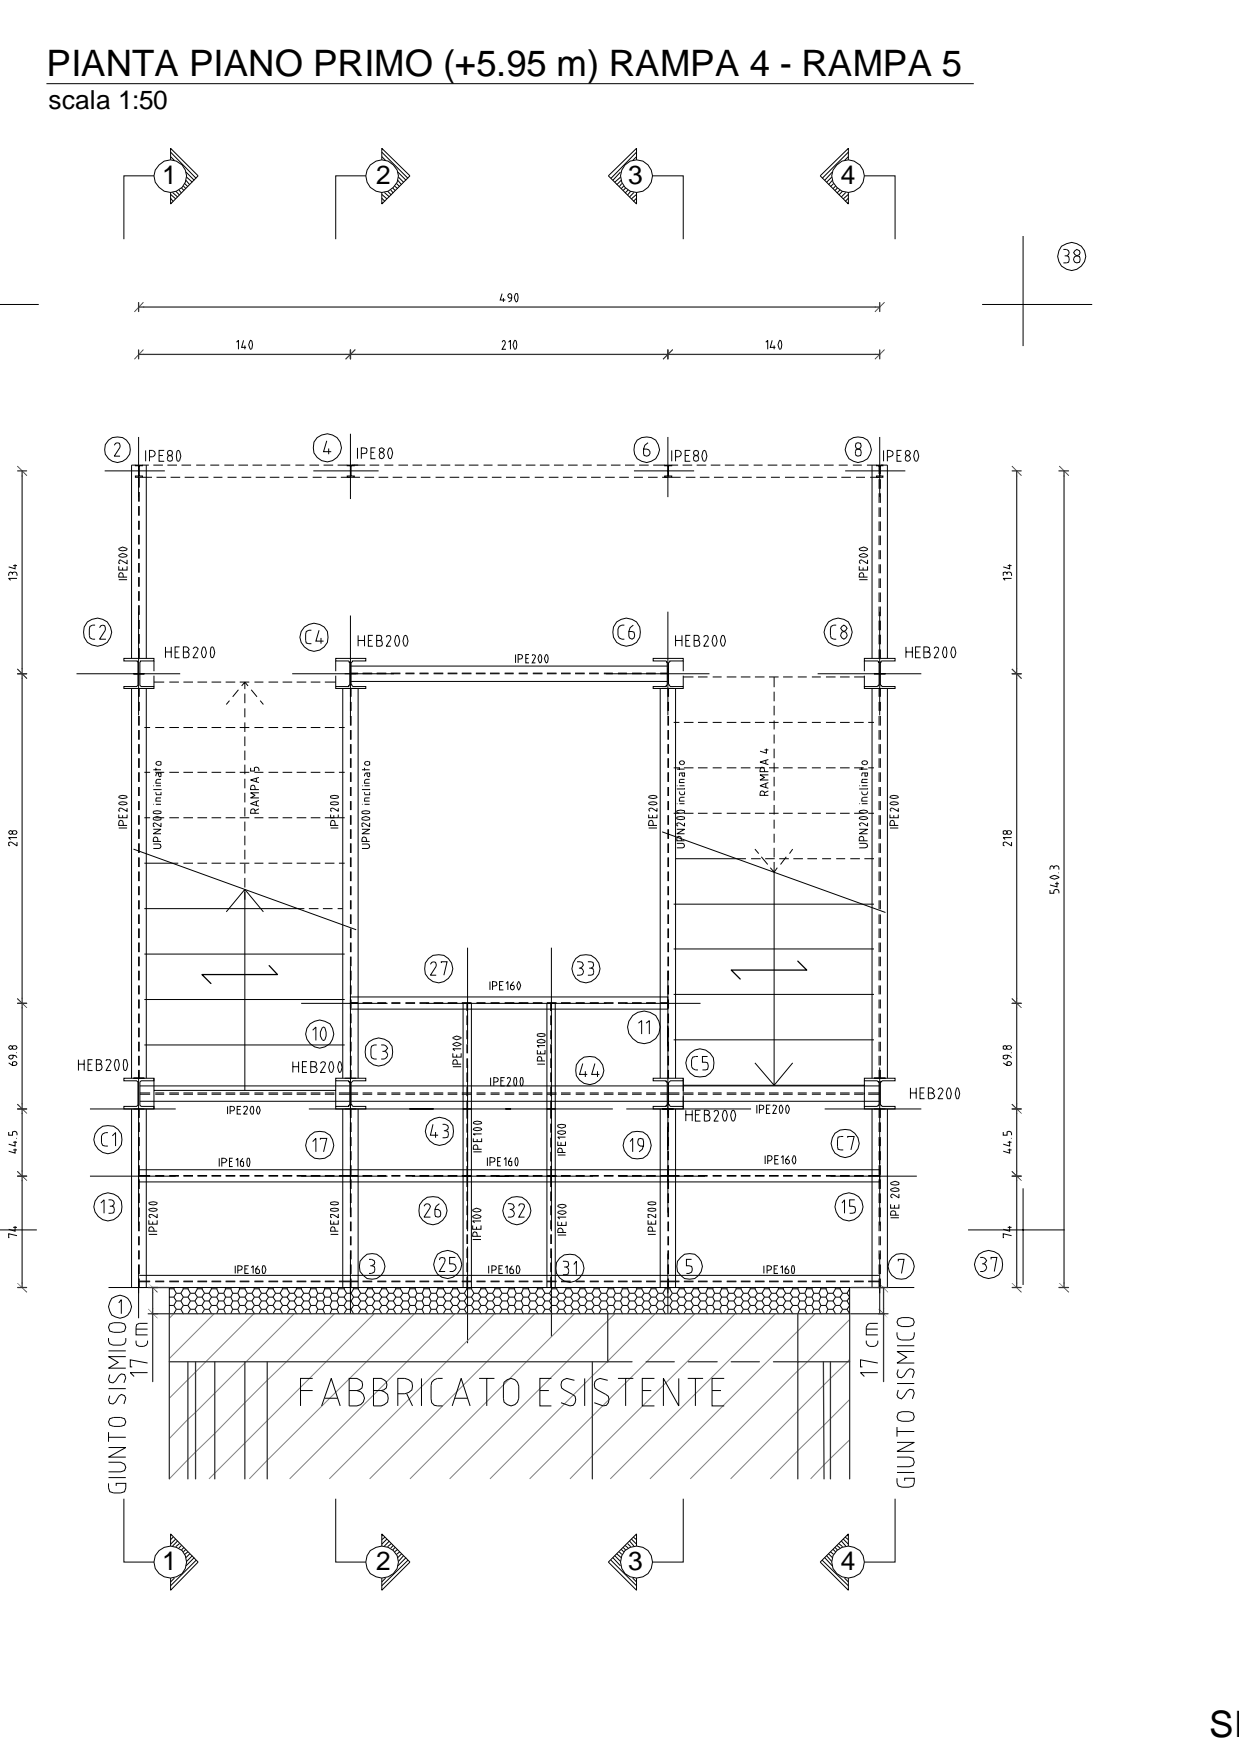 PIANTA PIANO PRIMO (+5.95 m) RAMPA 4 - RAMPA 5
scala 1:50
1 2 3 4
38
490
140 210 140
2 IPE80 4 IPE80 6 IPE80 8 IPE80
134 IPE200 IPE200 134
C2 HEB200 C4 HEB200 C6 HEB200 C8 HEB200
IPE200
RAMPA 5 RAMPA 4
218 IPE200 UPN200 inclinato IPE200 UPN200 inclinato IPE200 UPN200 inclinato UPN200 inclinato IPE200 218
540.3
27 33
IPE160
10 11
69.8 C3 IPE100 IPE100 44 C5 69.8
HEB200 HEB200 IPE200 HEB200
IPE200 HEB200 IPE200
44.5 C1 17 43 IPE100 IPE100 19 C7 44.5
IPE160 IPE160 IPE160
13 26 32 15
74 IPE200 IPE200 IPE100 IPE100 IPE200 IPE 200 74
IPE160 3 25 IPE160 31 5 IPE160 7 37
1
17 cm 17 cm
GIUNTO SISMICO GIUNTO SISMICO
FABBRICATO ESISTENTE
1 2 3 4